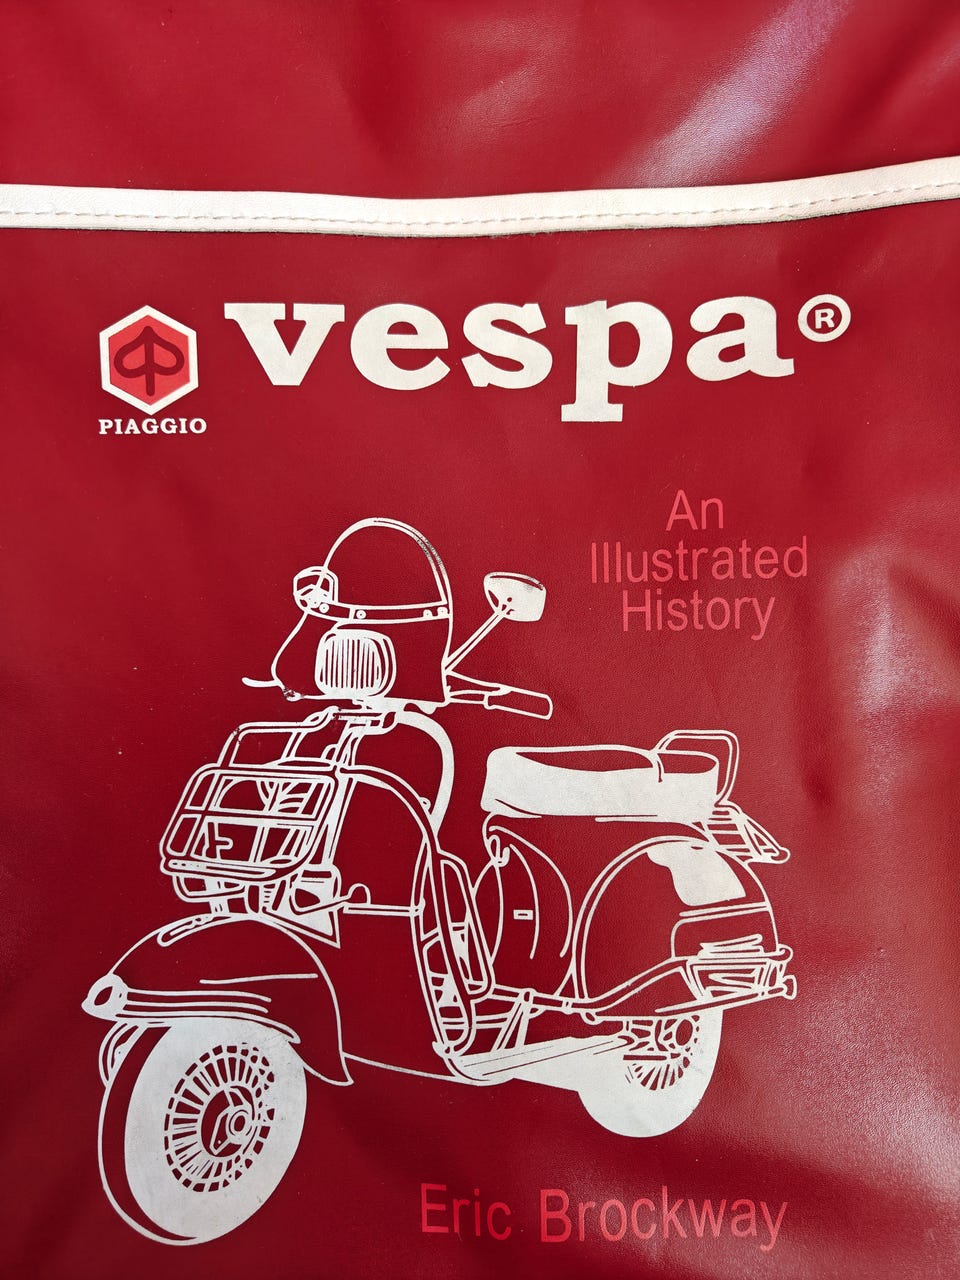 vespa®
PIAGGIO
An
Illustrated
History
Eric Brockway